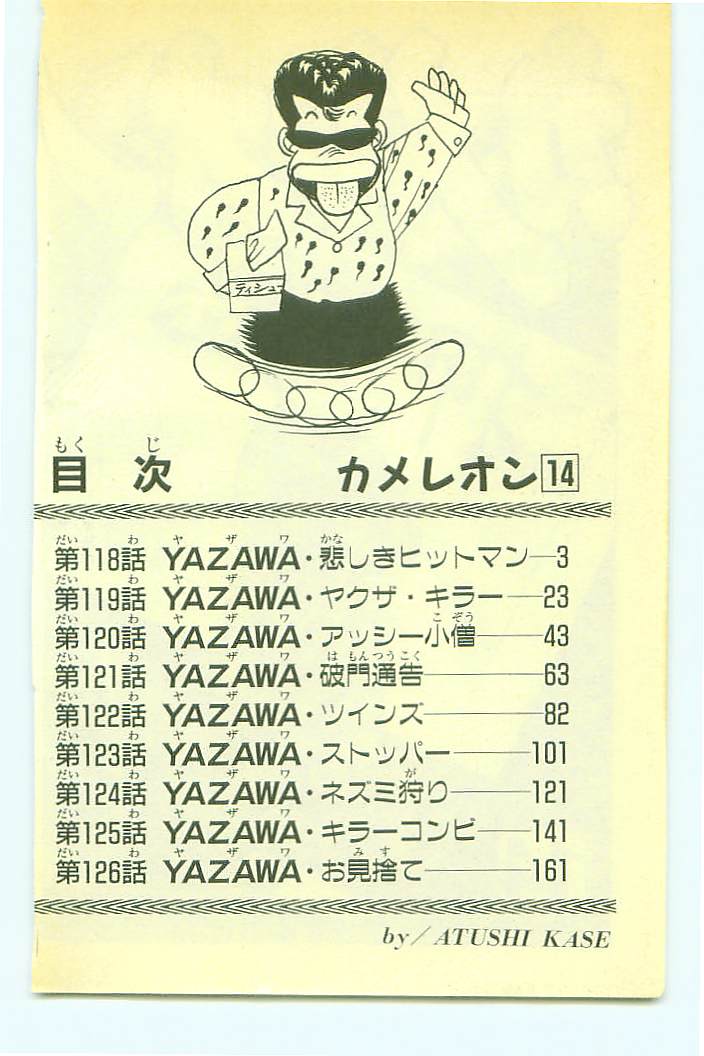 ティシュー
目次 カメレオン14
第118話 YAZAWA・悲しきヒットマン―3
第119話 YAZAWA・ヤクザ・キラー―23
第120話 YAZAWA・アッシー小僧―43
第121話 YAZAWA・破門通告―63
第122話 YAZAWA・ツインズ―82
第123話 YAZAWA・ストッパー―101
第124話 YAZAWA・ネズミ狩り―121
第125話 YAZAWA・キラーコンビ―141
第126話 YAZAWA・お見捨て―161
by／ATUSHI KASE